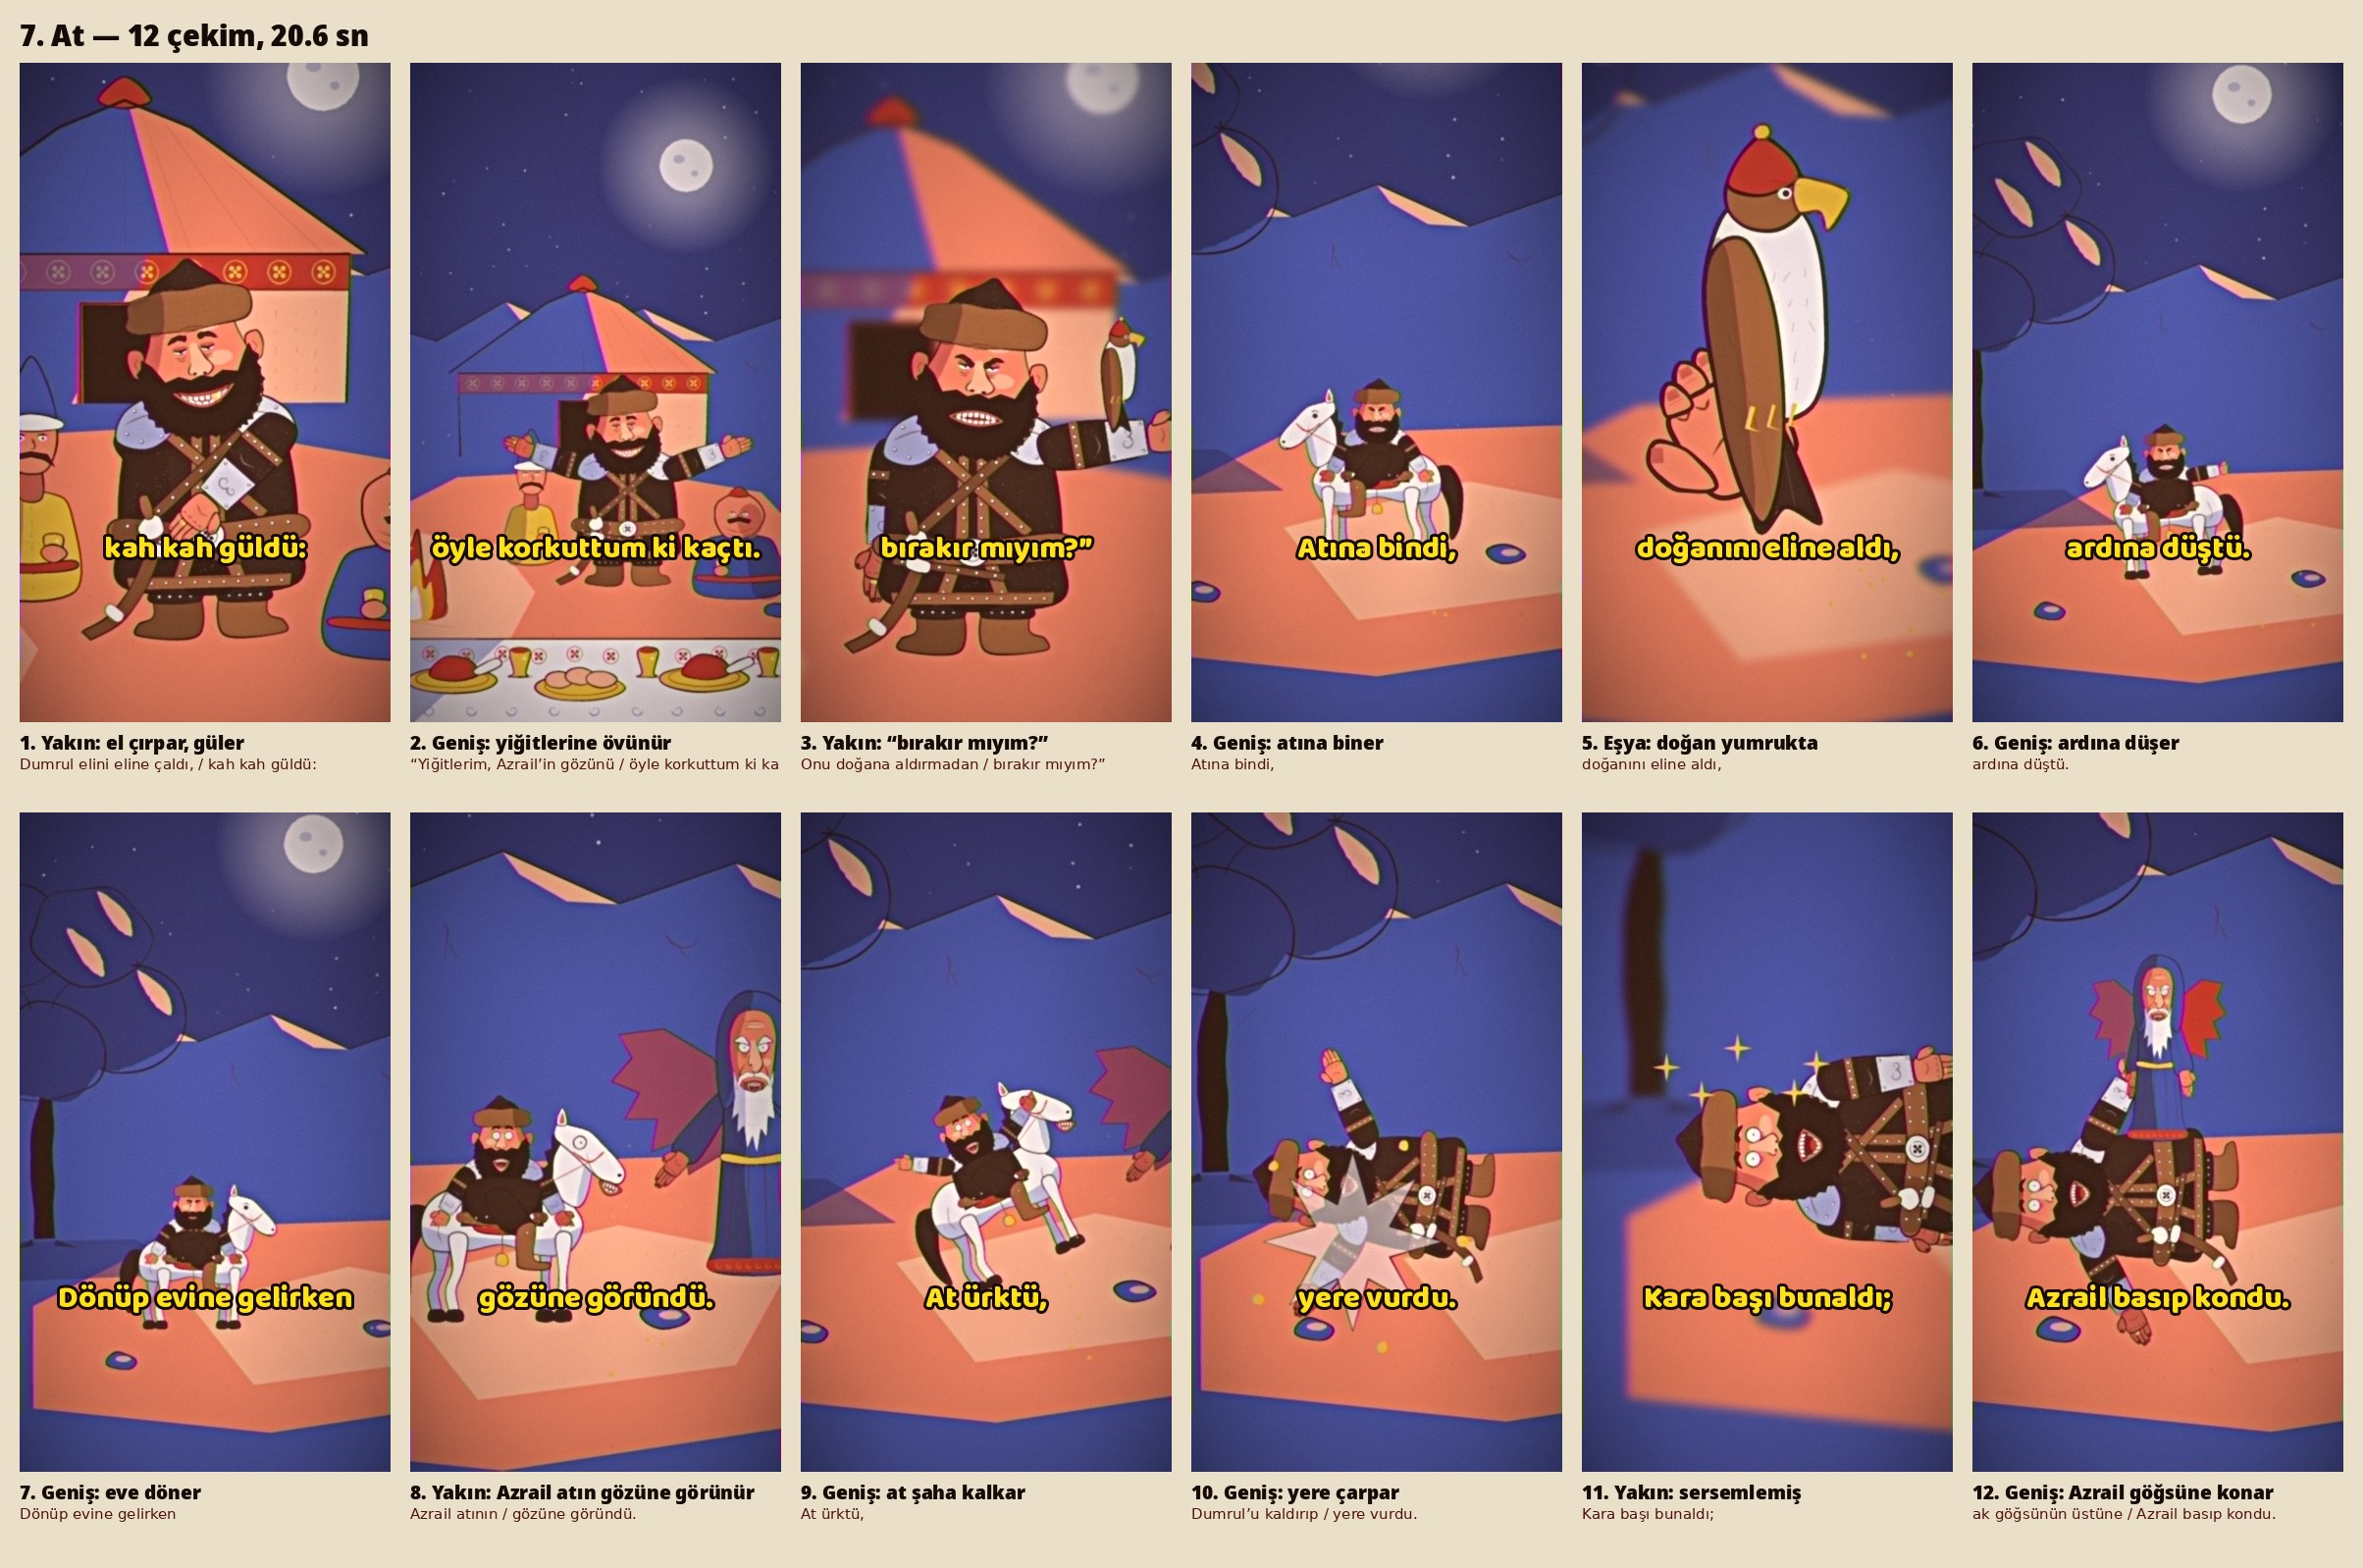 7. At — 12 çekim, 20.6 sn
kah kah güldü:
öyle korkuttum ki kaçtı.
bırakır mıyım?”
Atına bindi,
doğanını eline aldı,
ardına düştü.
1. Yakın: el çırpar, güler
Dumrul elini eline çaldı, / kah kah güldü:
2. Geniş: yiğitlerine övünür
“Yiğitlerim, Azrail’in gözünü / öyle korkuttum ki ka
3. Yakın: “bırakır mıyım?”
Onu doğana aldırmadan / bırakır mıyım?”
4. Geniş: atına biner
Atına bindi,
5. Eşya: doğan yumrukta
doğanını eline aldı,
6. Geniş: ardına düşer
ardına düştü.
Dönüp evine gelirken
gözüne göründü.
At ürktü,
yere vurdu.
Kara başı bunaldı;
Azrail basıp kondu.
7. Geniş: eve döner
Dönüp evine gelirken
8. Yakın: Azrail atın gözüne görünür
Azrail atının / gözüne göründü.
9. Geniş: at şaha kalkar
At ürktü,
10. Geniş: yere çarpar
Dumrul’u kaldırıp / yere vurdu.
11. Yakın: sersemlemiş
Kara başı bunaldı;
12. Geniş: Azrail göğsüne konar
ak göğsünün üstüne / Azrail basıp kondu.